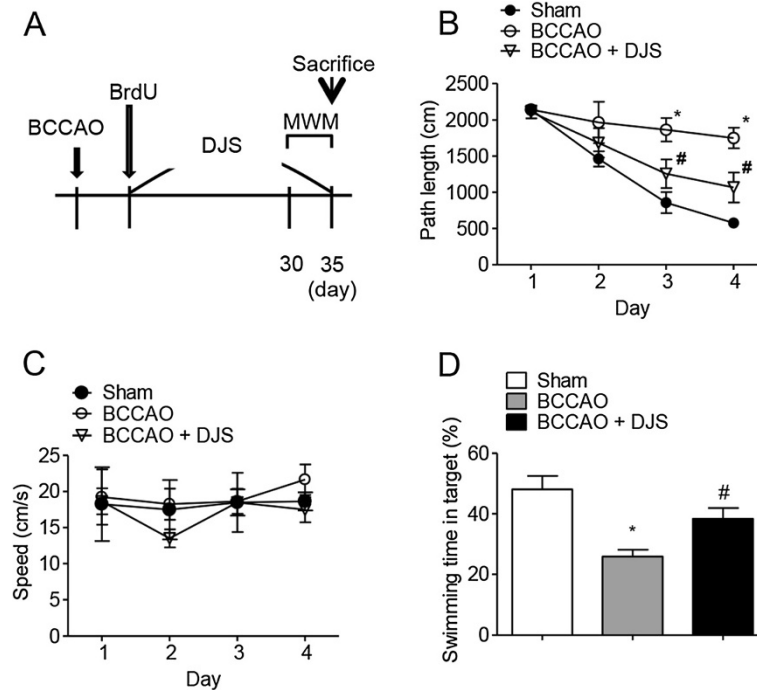 A
Sacrifice
BrdU
BCCAO
MWM
DJS
30 35
(day)
B
Sham
BCCAO
BCCAO + DJS
Path length (cm)
2500
2000
1500
1000
500
0
*
*
#
#
1 2 3 4
Day
C
Sham
BCCAO
BCCAO + DJS
Speed (cm/s)
25
20
15
10
5
0
1 2 3 4
Day
D
Sham
BCCAO
BCCAO + DJS
Swimming time in target (%)
60
40
20
0
*
#